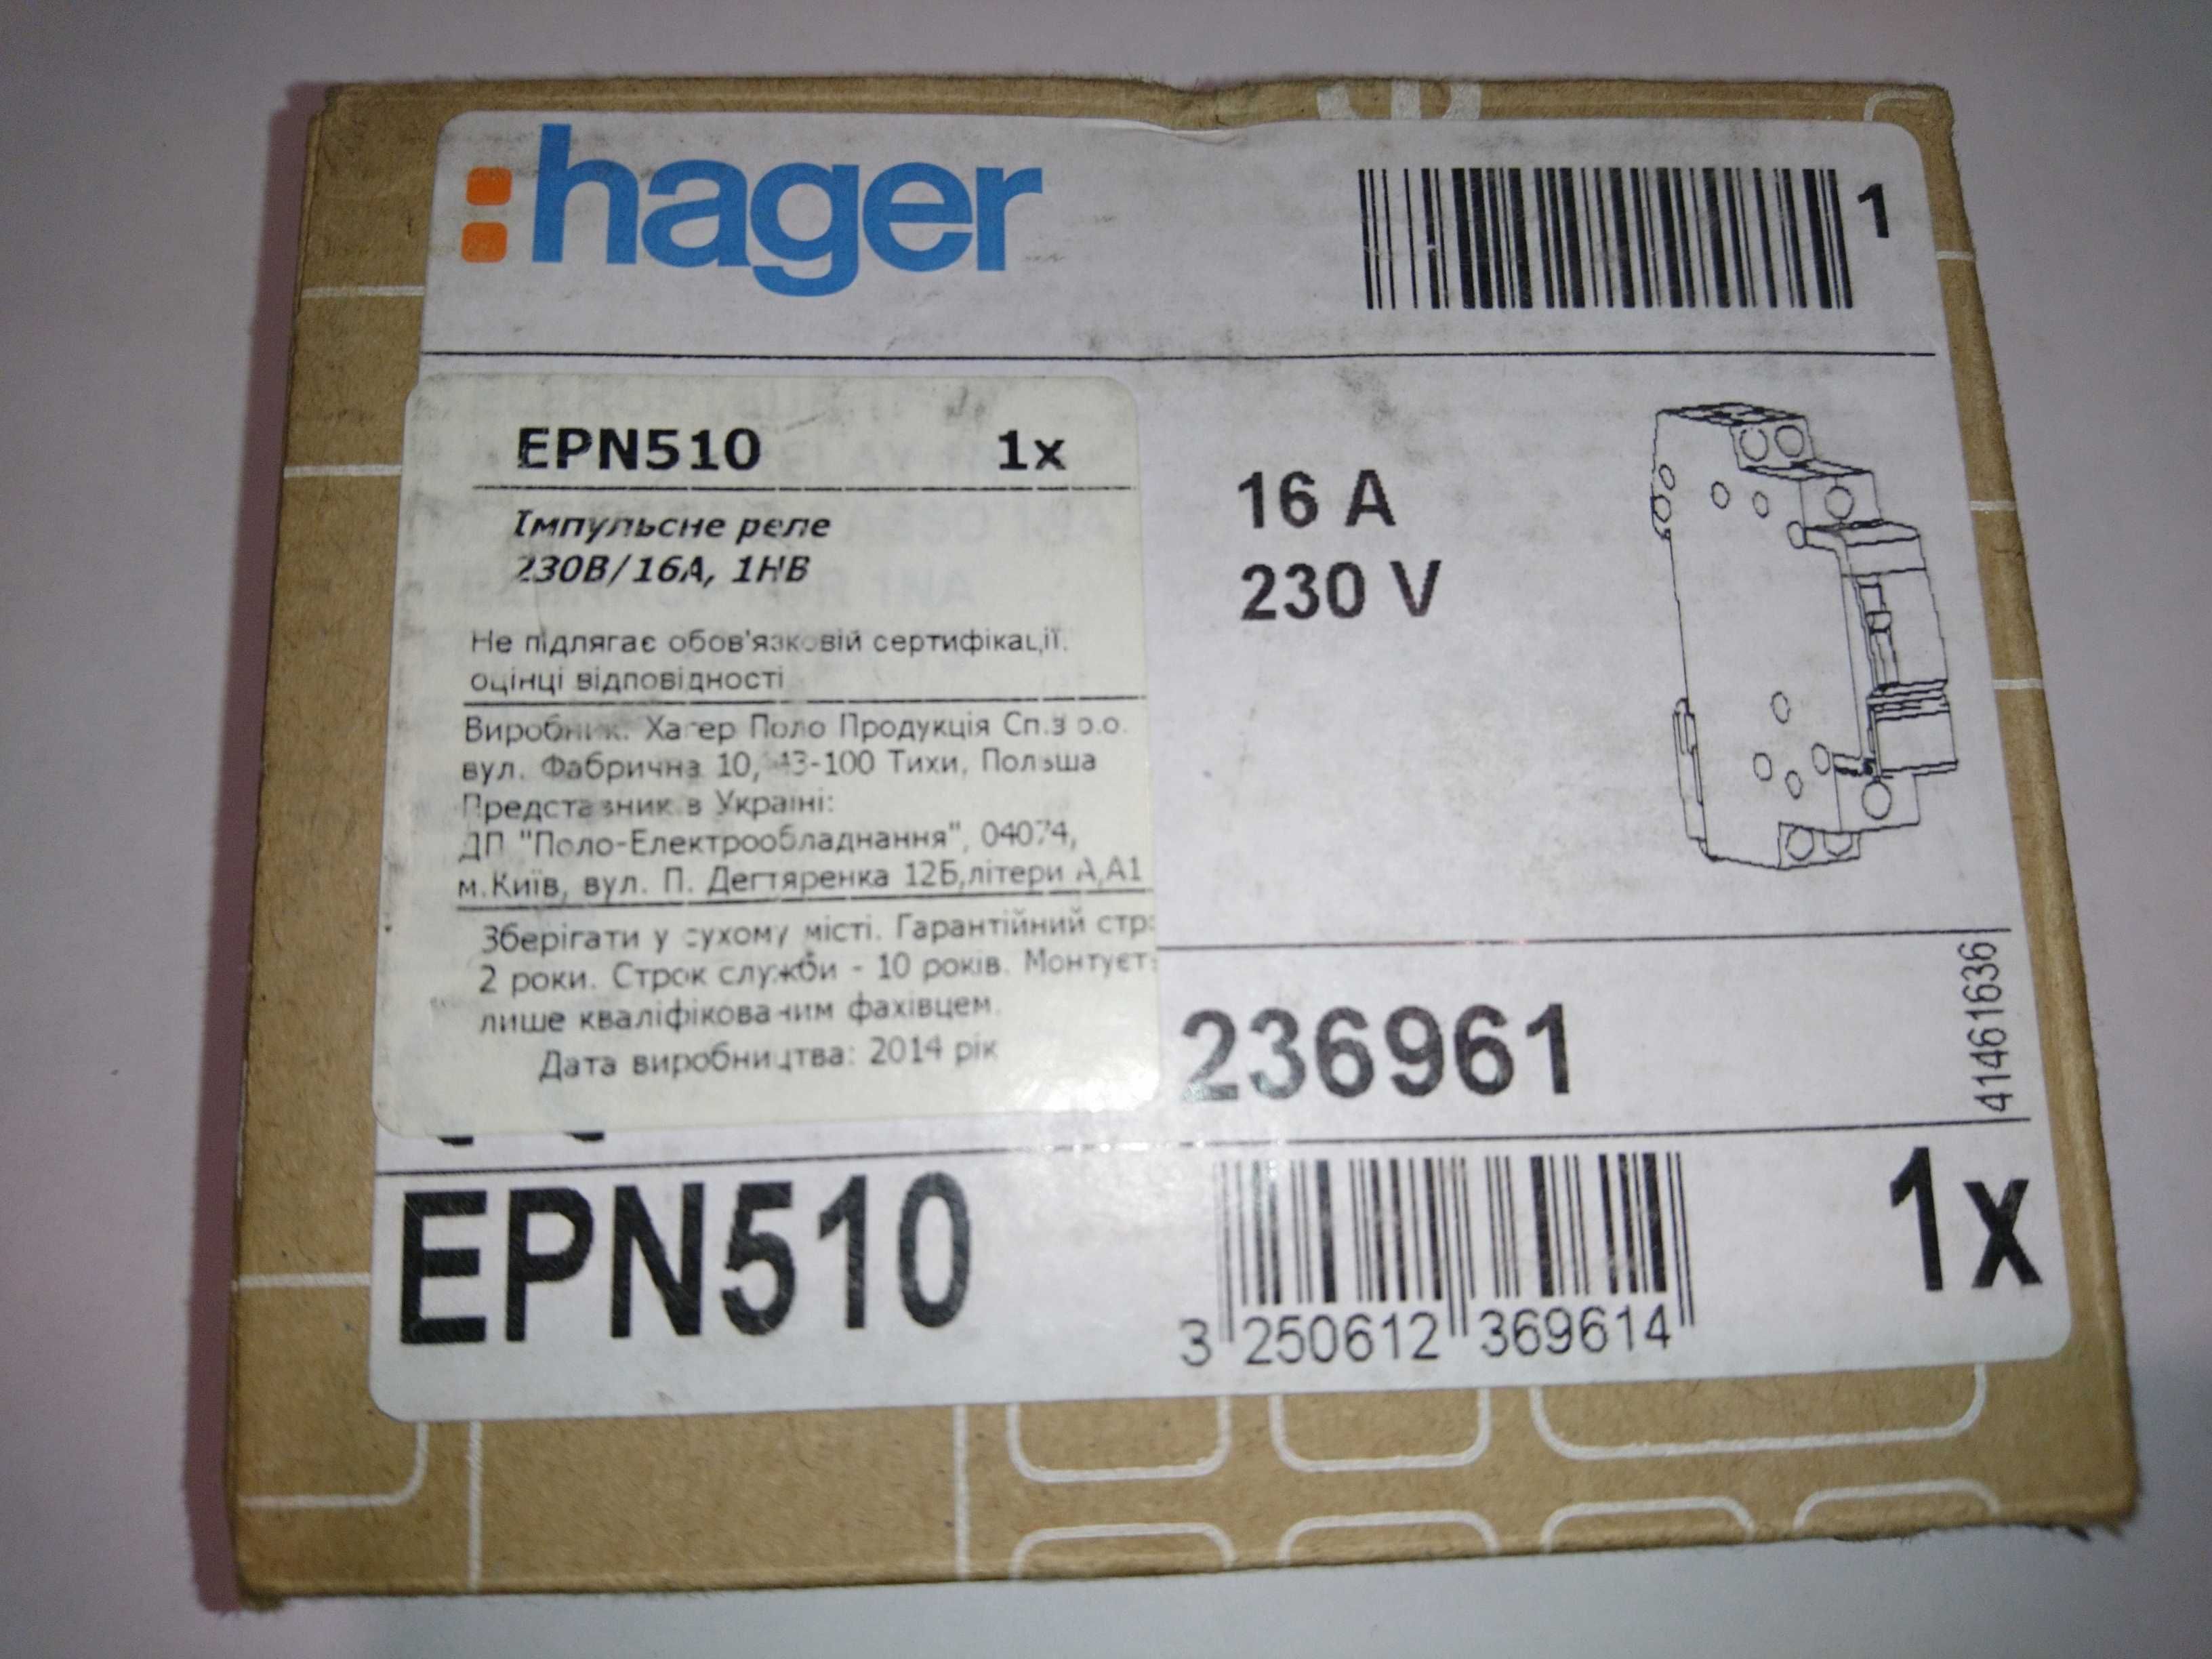 hager
1
EPN510 1x
Імпульсне реле
230В/16А, 1НВ
Не підлягає обов'язковій сертифікації.
оцінці відповідності
Виробник: Хагер Поло Продукція Сп.з о.о.
вул. Фабрична 10, 43-100 Тихи, Польша
Представник в Україні:
ДП "Поло-Електрообладнання", 04074,
м.Київ, вул. П. Дегтяренка 12Б,літери А,А1
Зберігати у сухому місті. Гарантійний
2 роки. Строк служби - 10 років.
лише кваліфікованим фахівцем.
Дата виробництва: 2014 рік
16 A
230 V
236961
41461636
EPN510
3 250612 369614
1x